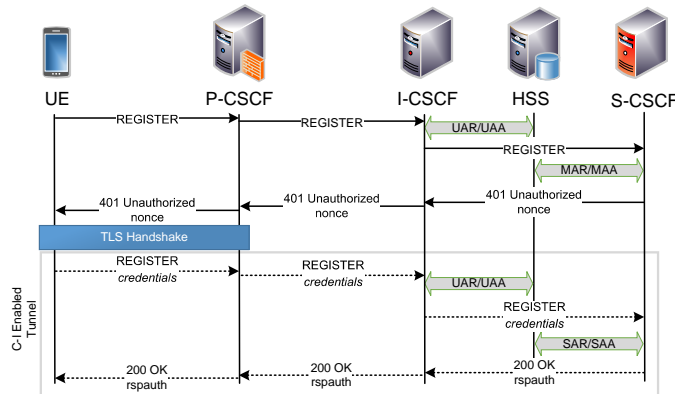 UE
P-CSCF
I-CSCF
HSS
S-CSCF
REGISTER
REGISTER
UAR/UAA
REGISTER
MAR/MAA
401 Unauthorized
nonce
401 Unauthorized
nonce
401 Unauthorized
nonce
TLS Handshake
C-I Enabled
Tunnel
REGISTER
credentials
REGISTER
credentials
UAR/UAA
REGISTER
credentials
SAR/SAA
200 OK
rspauth
200 OK
rspauth
200 OK
rspauth